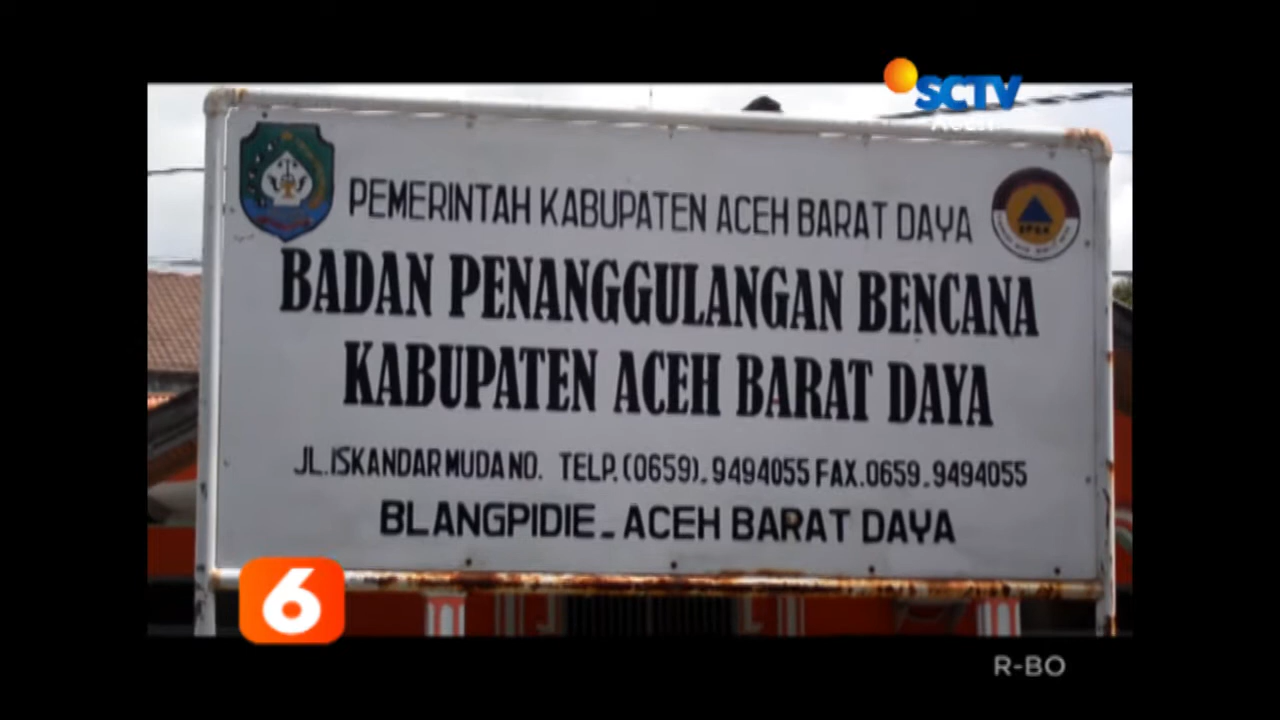 SCTV
PEMERINTAH KABUPATEN ACEH BARAT DAYA
BADAN PENANGGULANGAN BENCANA
KABUPATEN ACEH BARAT DAYA
JL. ISKANDAR MUDA NO. TELP. (0659)-9494055 FAX. 0659-9494055
BLANGPIDIE - ACEH BARAT DAYA
6
R-BO